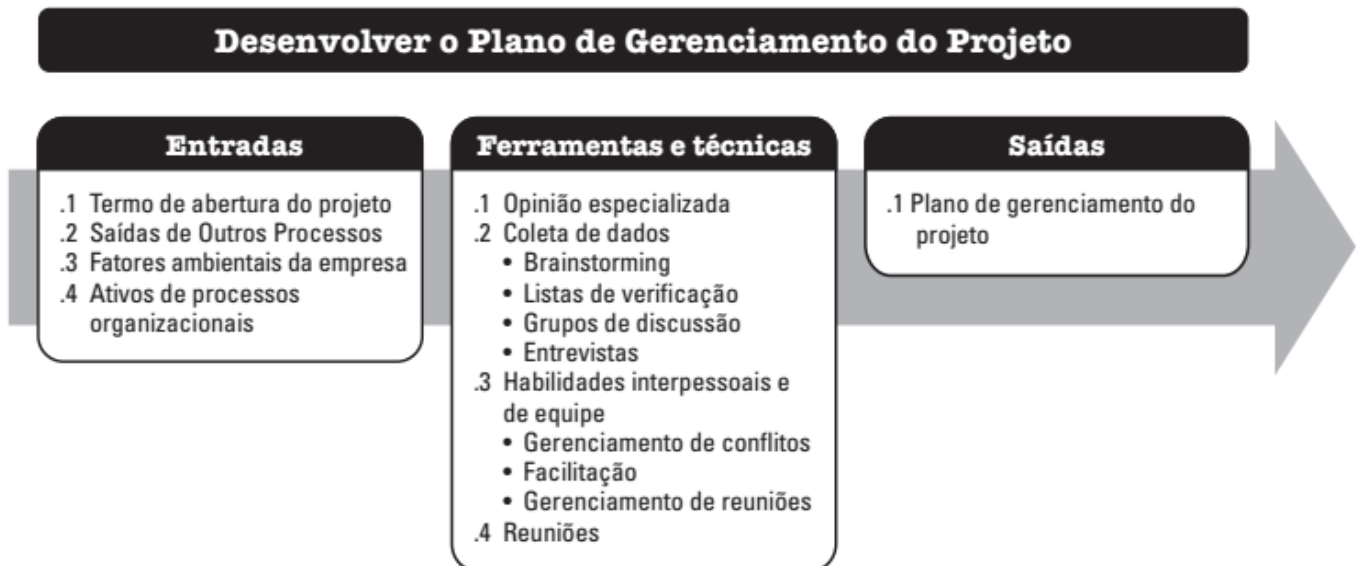 Desenvolver o Plano de Gerenciamento do Projeto
Entradas
.1 Termo de abertura do projeto
.2 Saídas de Outros Processos
.3 Fatores ambientais da empresa
.4 Ativos de processos
organizacionais
Ferramentas e técnicas
.1 Opinião especializada
.2 Coleta de dados
• Brainstorming
• Listas de verificação
• Grupos de discussão
• Entrevistas
.3 Habilidades interpessoais e
de equipe
• Gerenciamento de conflitos
• Facilitação
• Gerenciamento de reuniões
.4 Reuniões
Saídas
.1 Plano de gerenciamento do
projeto